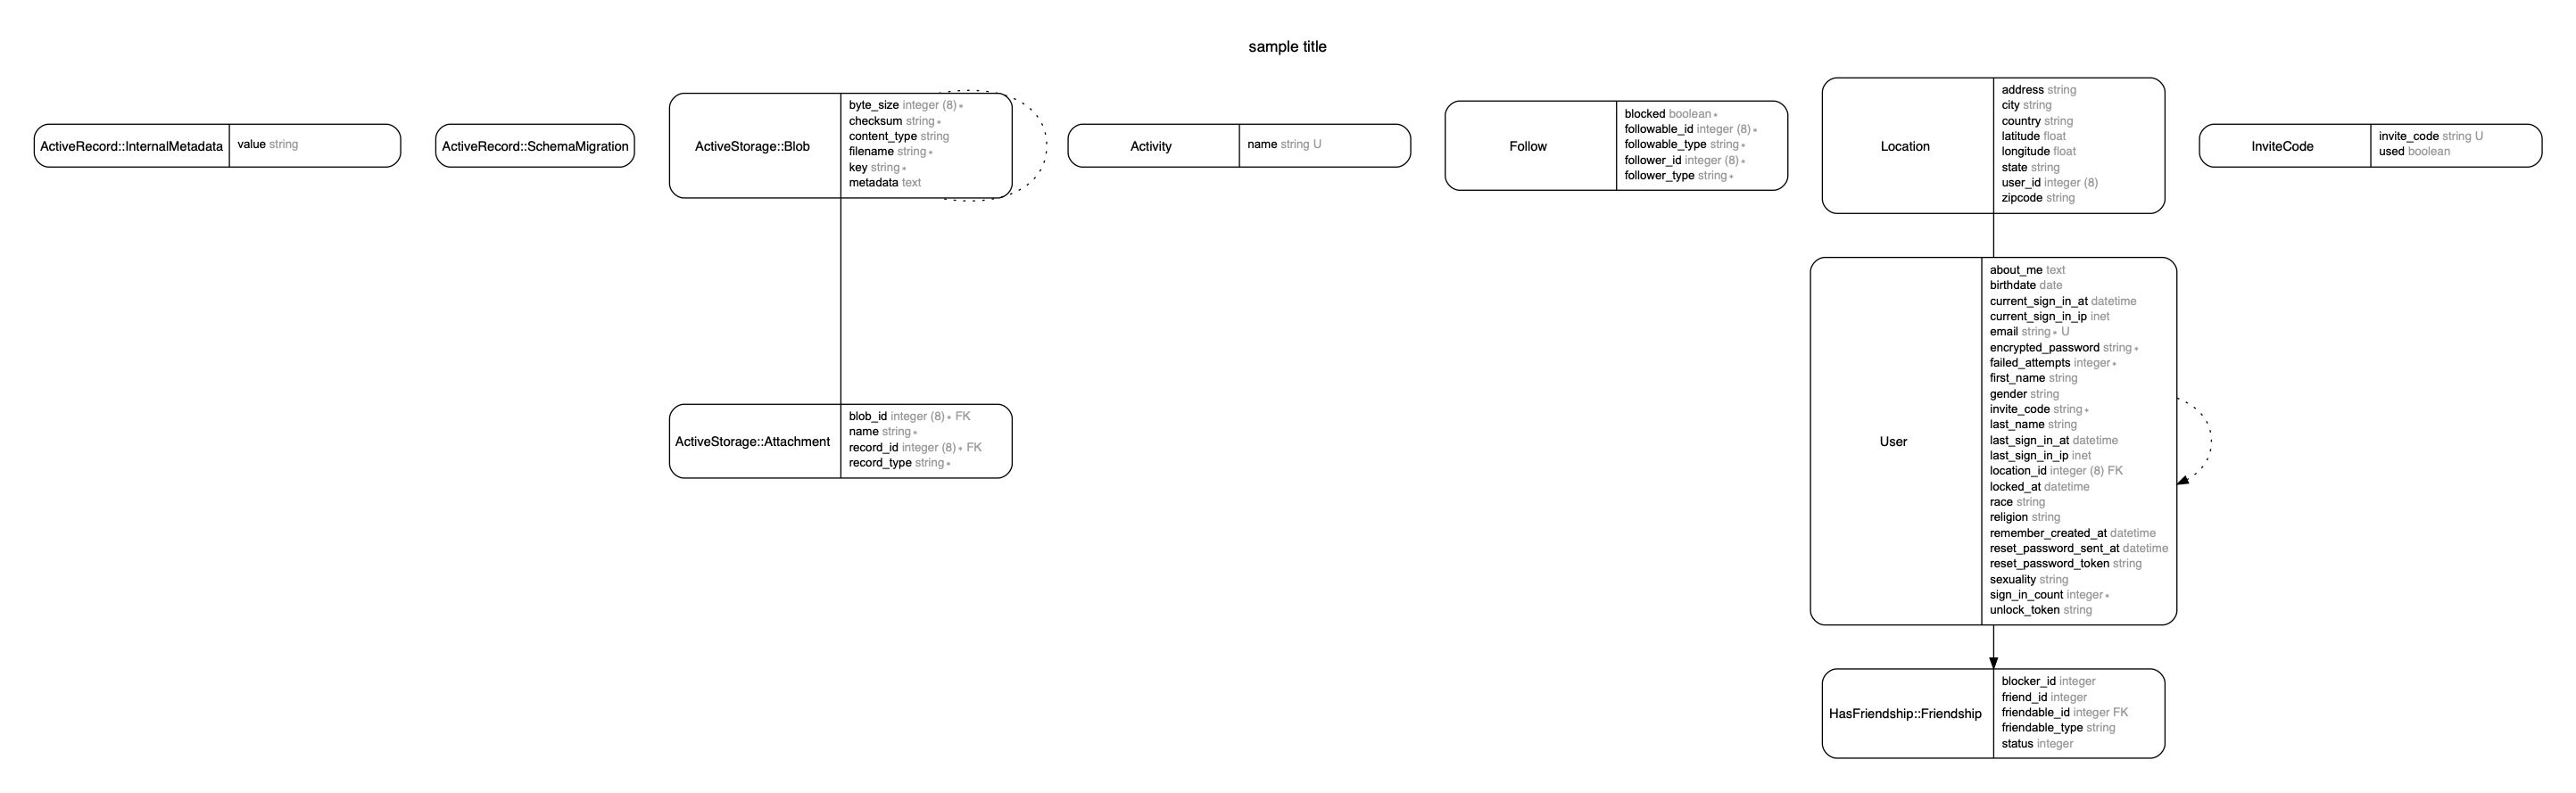 sample title
ActiveRecord::InternalMetadata
value string
ActiveRecord::SchemaMigration
ActiveStorage::Blob
byte_size integer (8) ∗
checksum string ∗
content_type string
filename string ∗
key string ∗
metadata text
Activity
name string U
Follow
blocked boolean ∗
followable_id integer (8) ∗
followable_type string ∗
follower_id integer (8) ∗
follower_type string ∗
Location
address string
city string
country string
latitude float
longitude float
state string
user_id integer (8)
zipcode string
InviteCode
invite_code string U
used boolean
ActiveStorage::Attachment
blob_id integer (8) ∗ FK
name string ∗
record_id integer (8) ∗ FK
record_type string ∗
User
about_me text
birthdate date
current_sign_in_at datetime
current_sign_in_ip inet
email string ∗ U
encrypted_password string ∗
failed_attempts integer ∗
first_name string
gender string
invite_code string ∗
last_name string
last_sign_in_at datetime
last_sign_in_ip inet
location_id integer (8) FK
locked_at datetime
race string
religion string
remember_created_at datetime
reset_password_sent_at datetime
reset_password_token string
sexuality string
sign_in_count integer ∗
unlock_token string
HasFriendship::Friendship
blocker_id integer
friend_id integer
friendable_id integer FK
friendable_type string
status integer